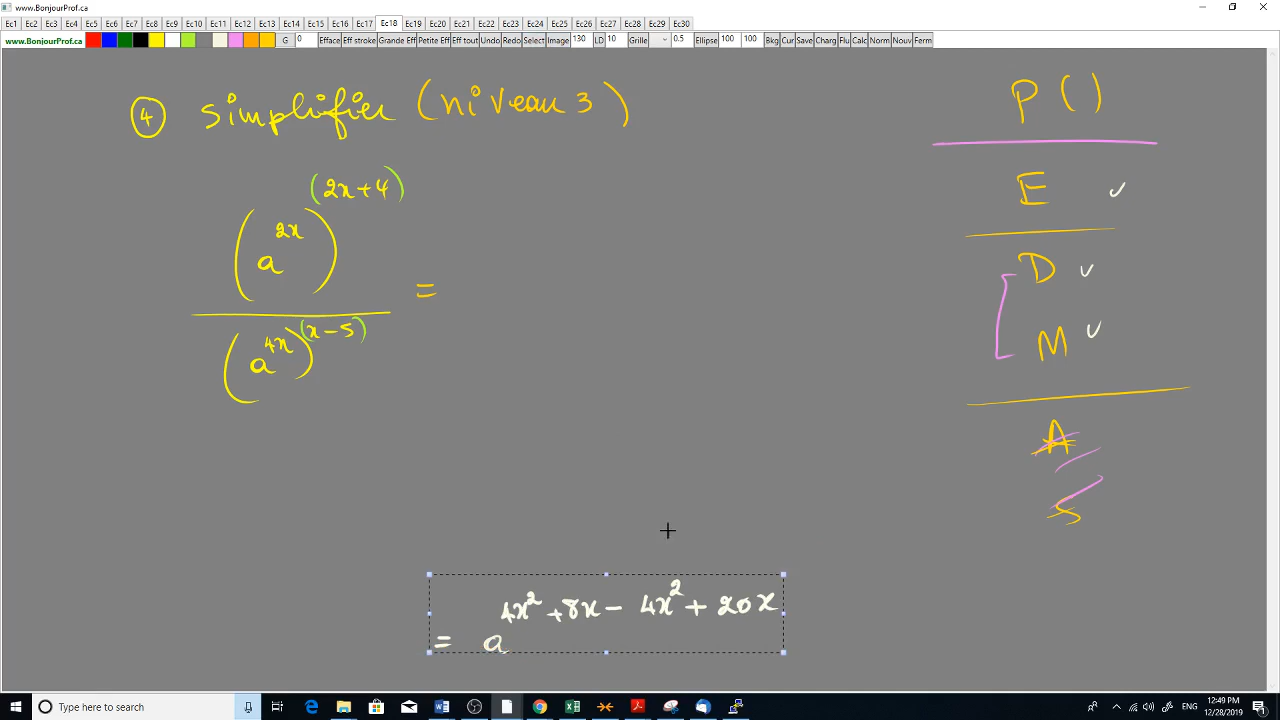 www.BonjourProf.ca
Ec1 Ec2 Ec3 Ec4 Ec5 Ec6 Ec7 Ec8 Ec9 Ec10 Ec11 Ec12 Ec13 Ec14 Ec15 Ec16 Ec17 Ec18 Ec19 Ec20 Ec21 Ec22 Ec23 Ec24 Ec25 Ec26 Ec27 Ec28 Ec29 Ec30
www.BonjourProf.ca G 0 Efface Eff stroke Grande Eff Petite Eff Eff tout Undo Redo Select Image 130 LD 10 Grille 0.5 Ellipse 100 100 Bkg Cur Save Charg Flu Calc Norm Nouv Ferm
④ simplifier (niveau 3)
(a^{2x})^{(2x+4)}
(a^{4x})^{(x-5)}
=
P ( )
E ✓
D ✓
M ✓
A
S
= a^{4x^2+8x-4x^2+20x}
Type here to search
12:49 PM
12/28/2019